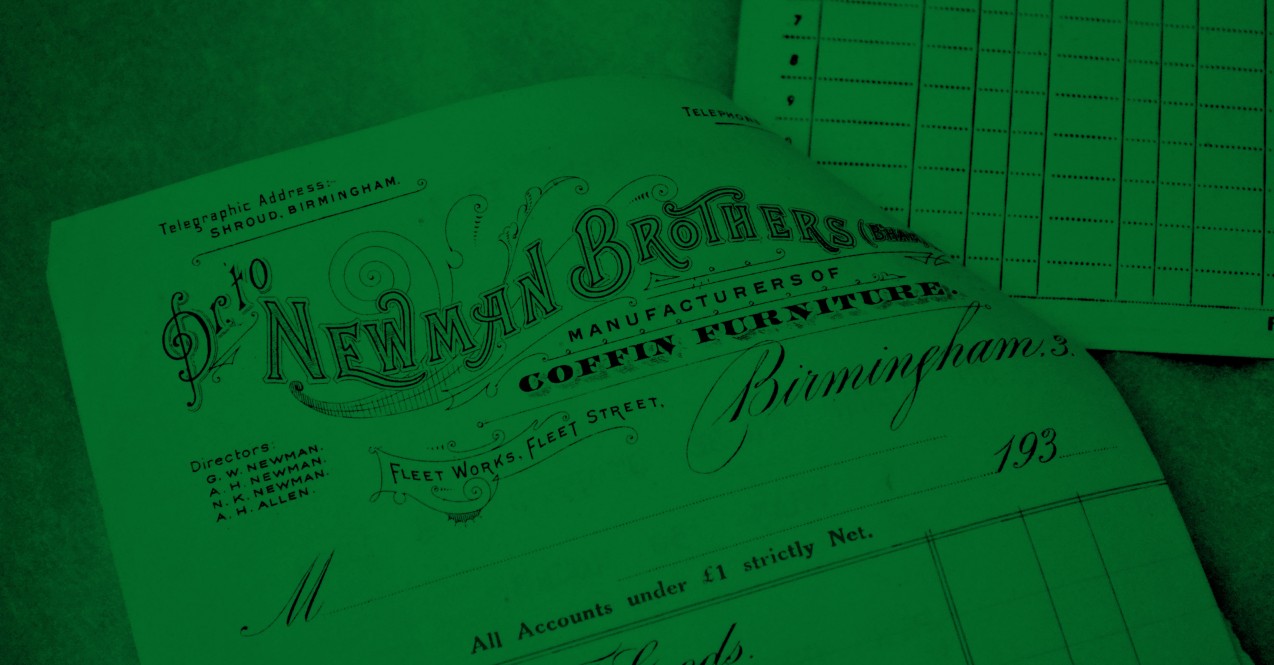 7
8
9
TELEPHONE
Telegraphic Address:-
SHROUD, BIRMINGHAM.
Dr. to
NEWMAN BROTHERS
MANUFACTURERS OF
COFFIN FURNITURE.
Birmingham. 3.
FLEET WORKS, FLEET STREET,
Directors:
G. W. NEWMAN.
A. H. NEWMAN.
N. K. NEWMAN.
A. H. ALLEN.
193
M
All Accounts under £1 strictly Net.
Goods.